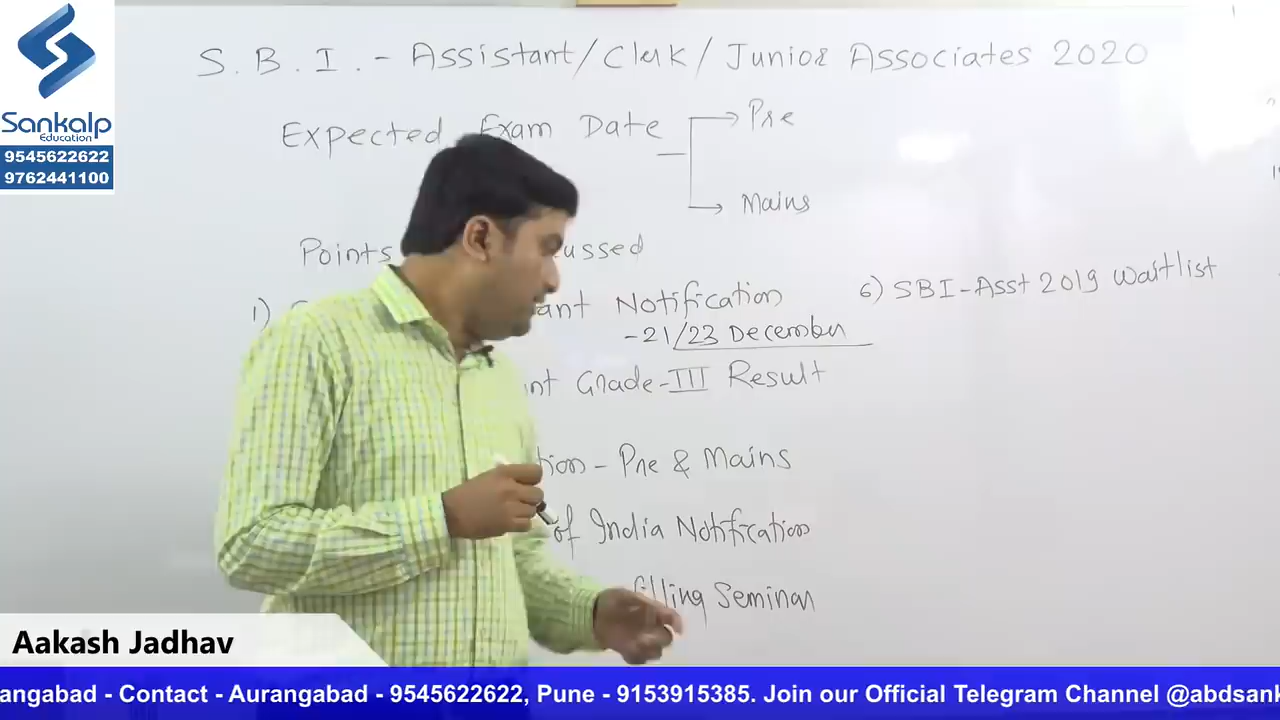 Sankalp
Education
9545622622
9762441100
S.B.I. - Assistant/Clerk/Junior Associates 2020
Expected Exam Date
Pre
Mains
Points ussed
1) ant Notification
- 21/23 December
nt Grade-III Result
tion - Pre & Mains
of India Notification
filling Seminar
6) SBI-Asst 2019 Waitlist
Aakash Jadhav
angabad - Contact - Aurangabad - 9545622622, Pune - 9153915385. Join our Official Telegram Channel @abdsank